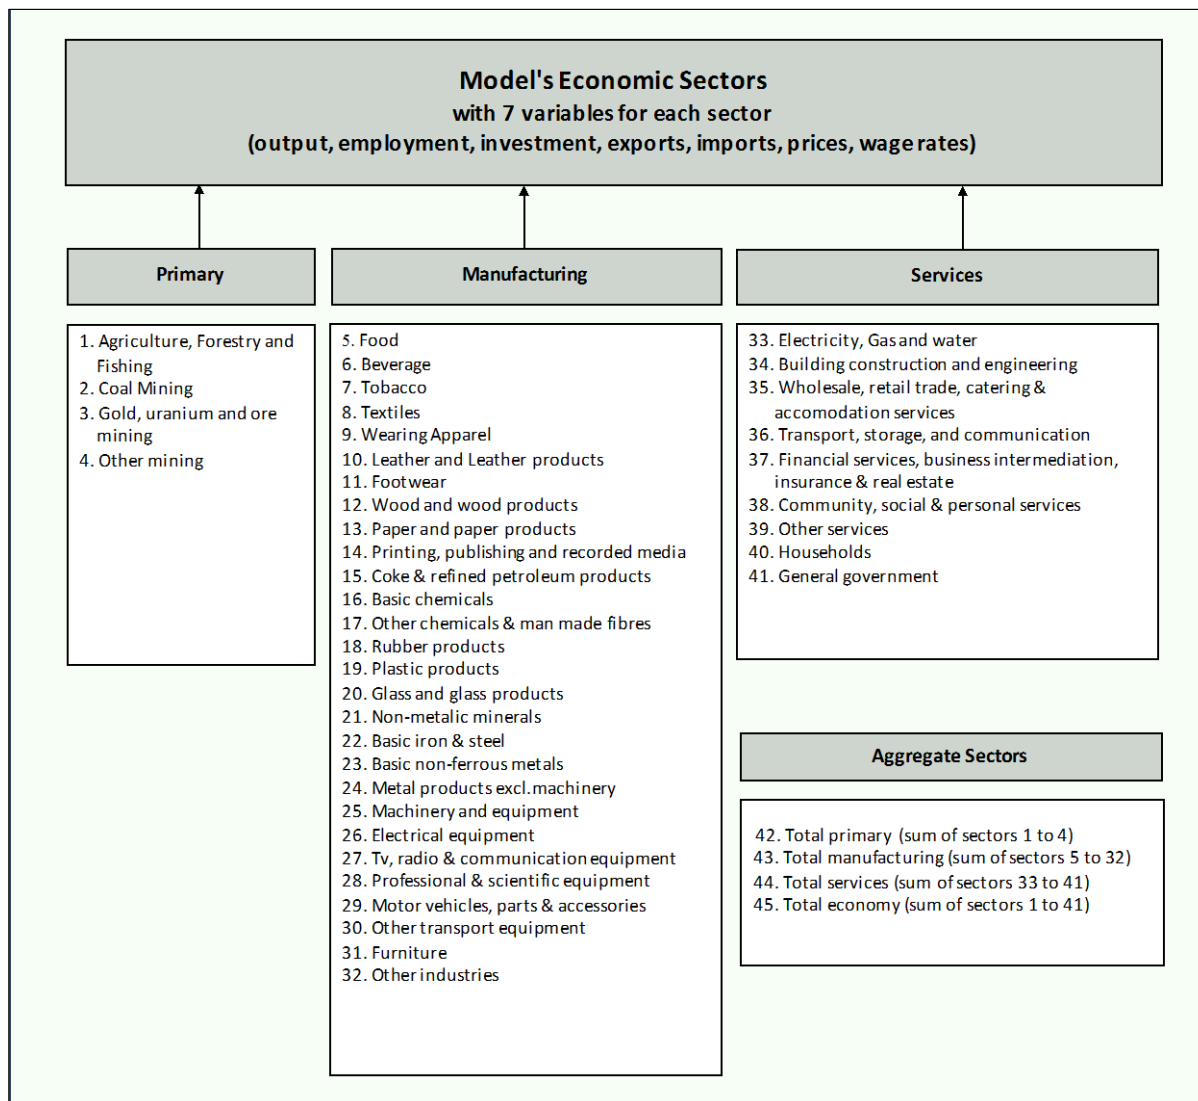 Model's Economic Sectors
with 7 variables for each sector
(output, employment, investment, exports, imports, prices, wage rates)
Primary
1. Agriculture, Forestry and
Fishing
2. Coal Mining
3. Gold, uranium and ore
mining
4. Other mining
Manufacturing
5. Food
6. Beverage
7. Tobacco
8. Textiles
9. Wearing Apparel
10. Leather and Leather products
11. Footwear
12. Wood and wood products
13. Paper and paper products
14. Printing, publishing and recorded media
15. Coke & refined petroleum products
16. Basic chemicals
17. Other chemicals & man made fibres
18. Rubber products
19. Plastic products
20. Glass and glass products
21. Non-metalic minerals
22. Basic iron & steel
23. Basic non-ferrous metals
24. Metal products excl.machinery
25. Machinery and equipment
26. Electrical equipment
27. Tv, radio & communication equipment
28. Professional & scientific equipment
29. Motor vehicles, parts & accessories
30. Other transport equipment
31. Furniture
32. Other industries
Services
33. Electricity, Gas and water
34. Building construction and engineering
35. Wholesale, retail trade, catering &
accomodation services
36. Transport, storage, and communication
37. Financial services, business intermediation,
insurance & real estate
38. Community, social & personal services
39. Other services
40. Households
41. General government
Aggregate Sectors
42. Total primary (sum of sectors 1 to 4)
43. Total manufacturing (sum of sectors 5 to 32)
44. Total services (sum of sectors 33 to 41)
45. Total economy (sum of sectors 1 to 41)